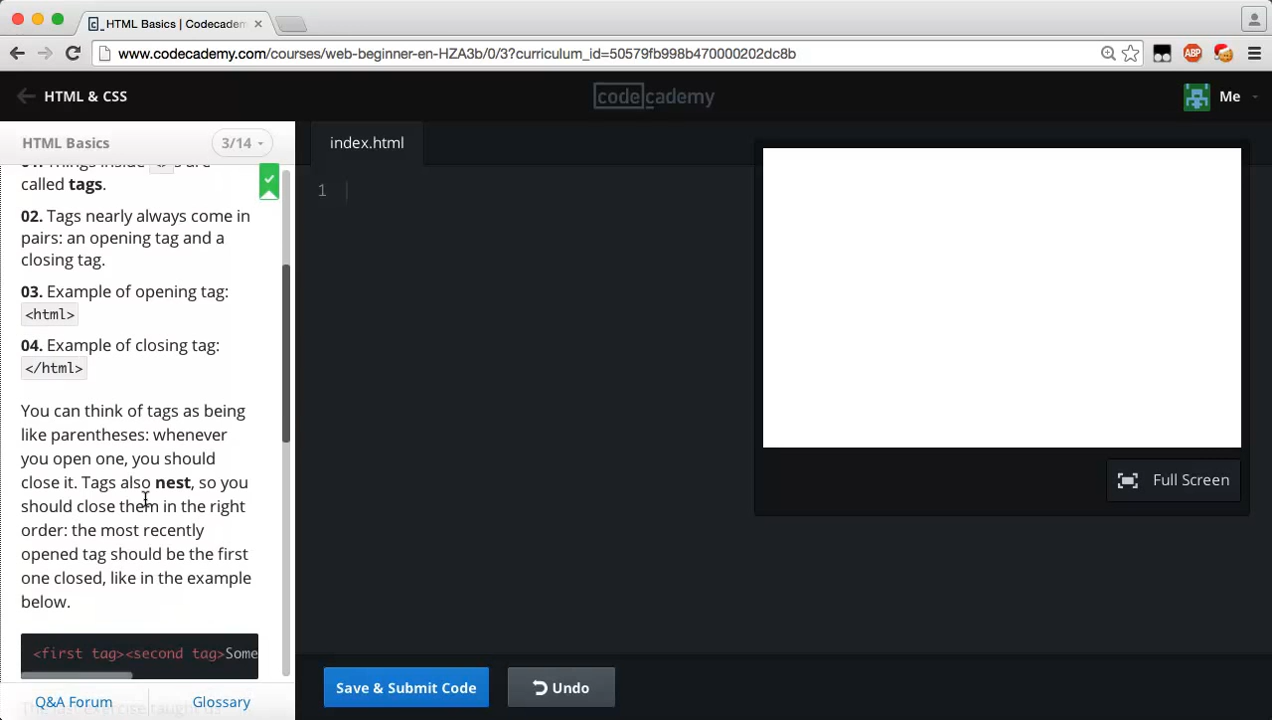 HTML Basics | Codecadem
www.codecademy.com/courses/web-beginner-en-HZA3b/0/3?curriculum_id=50579fb998b470000202dc8b
ABP
HTML & CSS
codecademy
Me
HTML Basics
3/14
called tags.
02. Tags nearly always come in
pairs: an opening tag and a
closing tag.
03. Example of opening tag:
<html>
04. Example of closing tag:
</html>
You can think of tags as being
like parentheses: whenever
you open one, you should
close it. Tags also nest, so you
should close them in the right
order: the most recently
opened tag should be the first
one closed, like in the example
below.
<first tag><second tag>Some
Q&A Forum
Glossary
index.html
1
Full Screen
Save & Submit Code
Undo